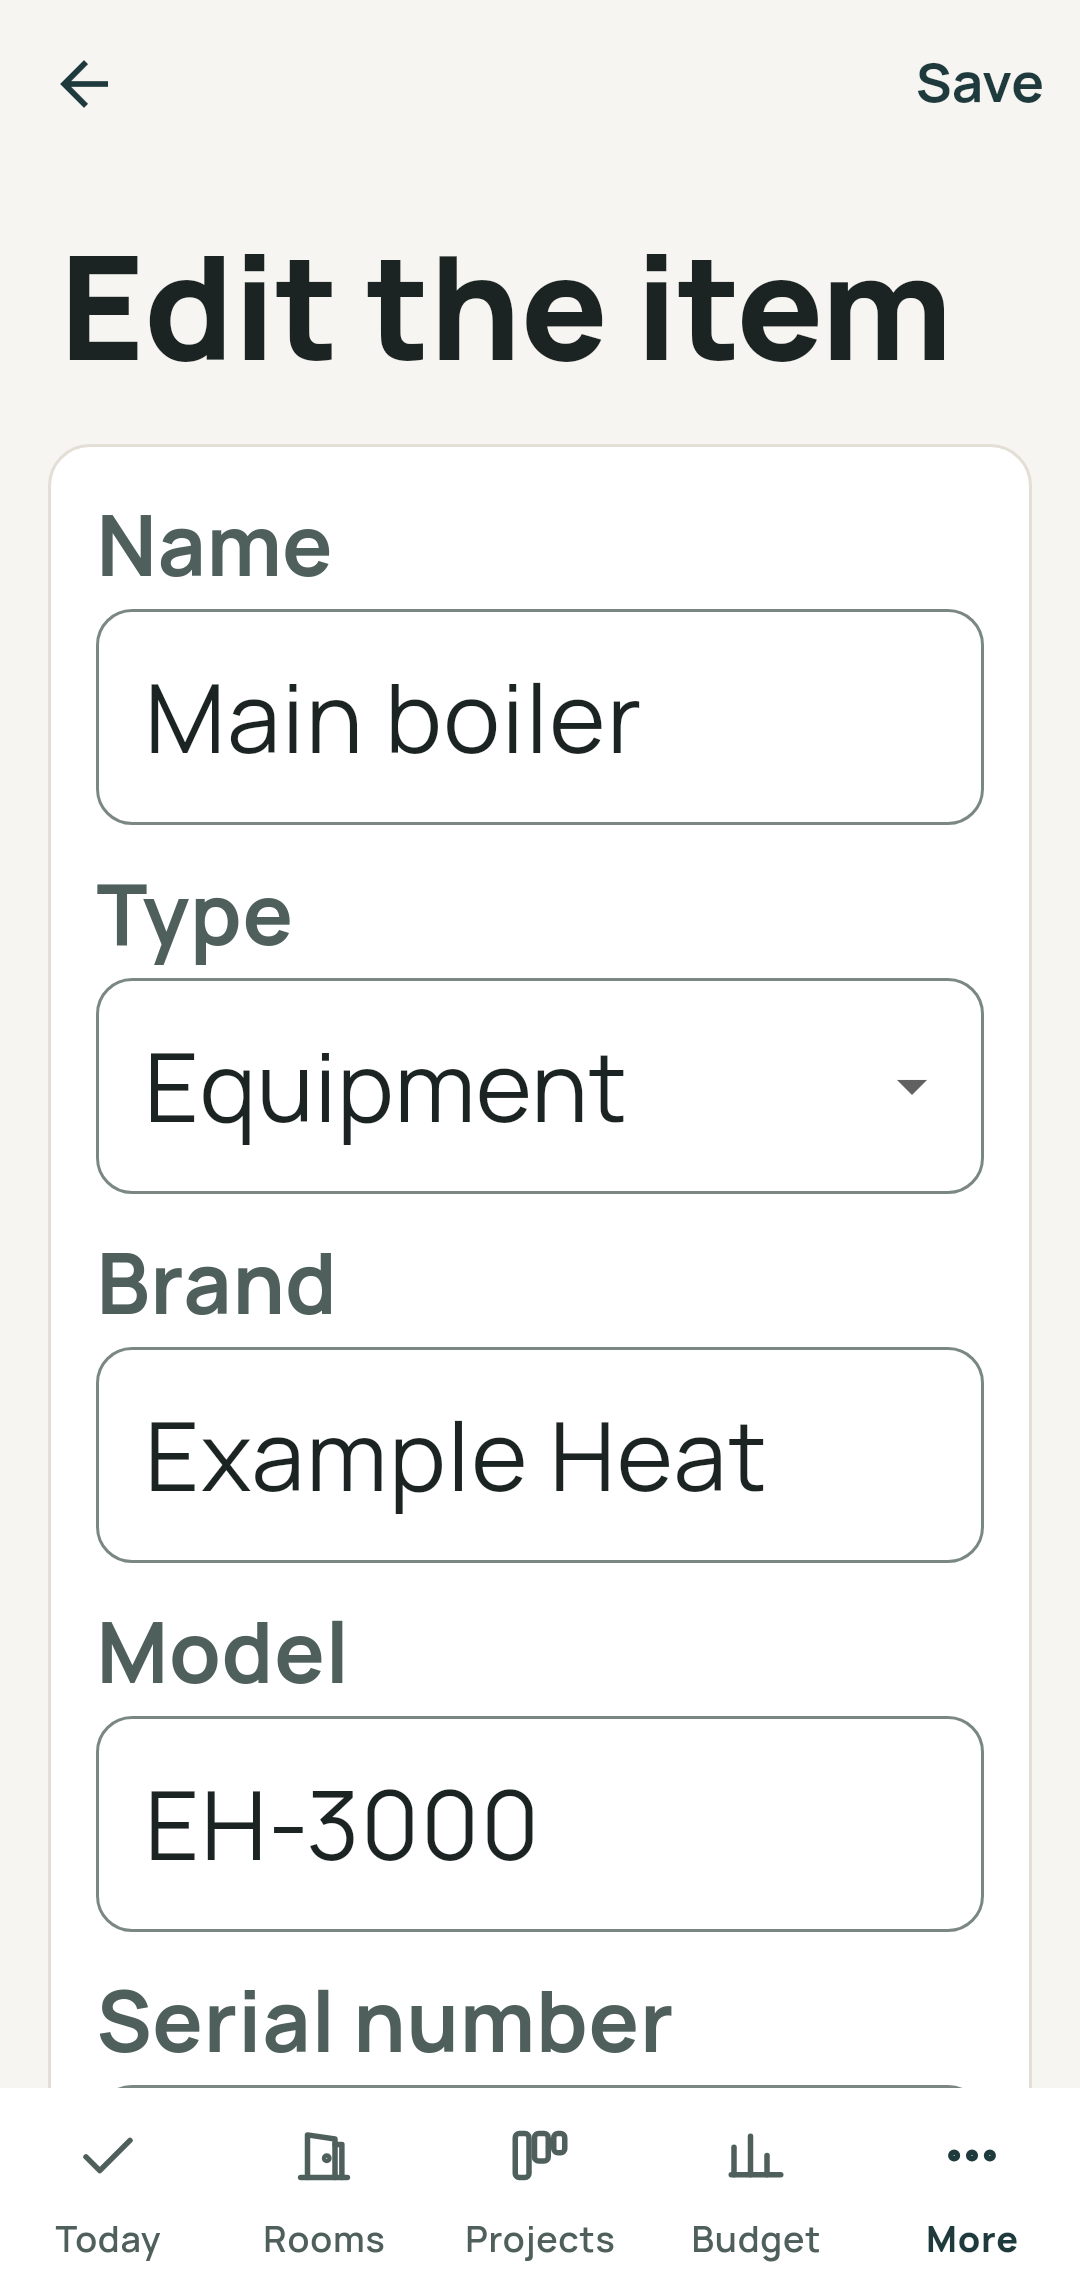 Save
Edit the item
Name
Main boiler
Type
Equipment
Brand
Example Heat
Model
EH-3000
Serial number
Today
Rooms
Projects
Budget
More